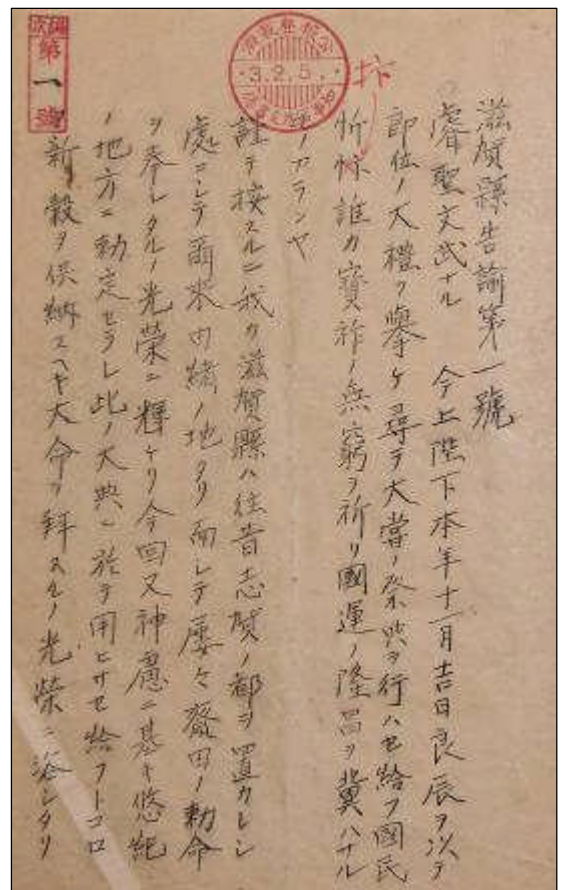 滋賀縣告諭第一號
睿聖文武ナル 今上陛下本年十一月吉日良辰ヲ以テ
即位ノ大禮ヲ擧ケ尋テ大嘗ノ祭典ヲ行ハセ給フ國民
忻 誰カ寶祚ノ無窮ヲ祈リ國運ノ隆昌ヲ冀ハサル
モノアランヤ
謹テ按スルニ我カ滋賀縣ハ往昔志賀ノ都ヲ置カレシ
處ニシテ爾來由緒ノ地タリ而シテ屡々齋田ノ勅命
ヲ奉シタルノ光榮ニ輝ケリ今回又神慮ニ基キ悠紀
ノ地方ニ勅定セラレ此ノ大典ニ於テ用ヒサセ給フトコロ
ノ新穀ヲ供納スヘキ大命ヲ拜スルノ光榮ニ浴シタリ
抃
第一號
3.2.5